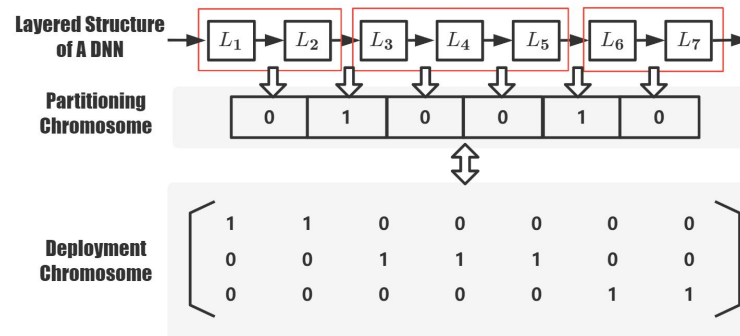 Layered Structure
of A DNN
L1 L2 L3 L4 L5 L6 L7
Partitioning
Chromosome
0 1 0 0 1 0
Deployment
Chromosome
1 1 0 0 0 0 0
0 0 1 1 1 0 0
0 0 0 0 0 1 1